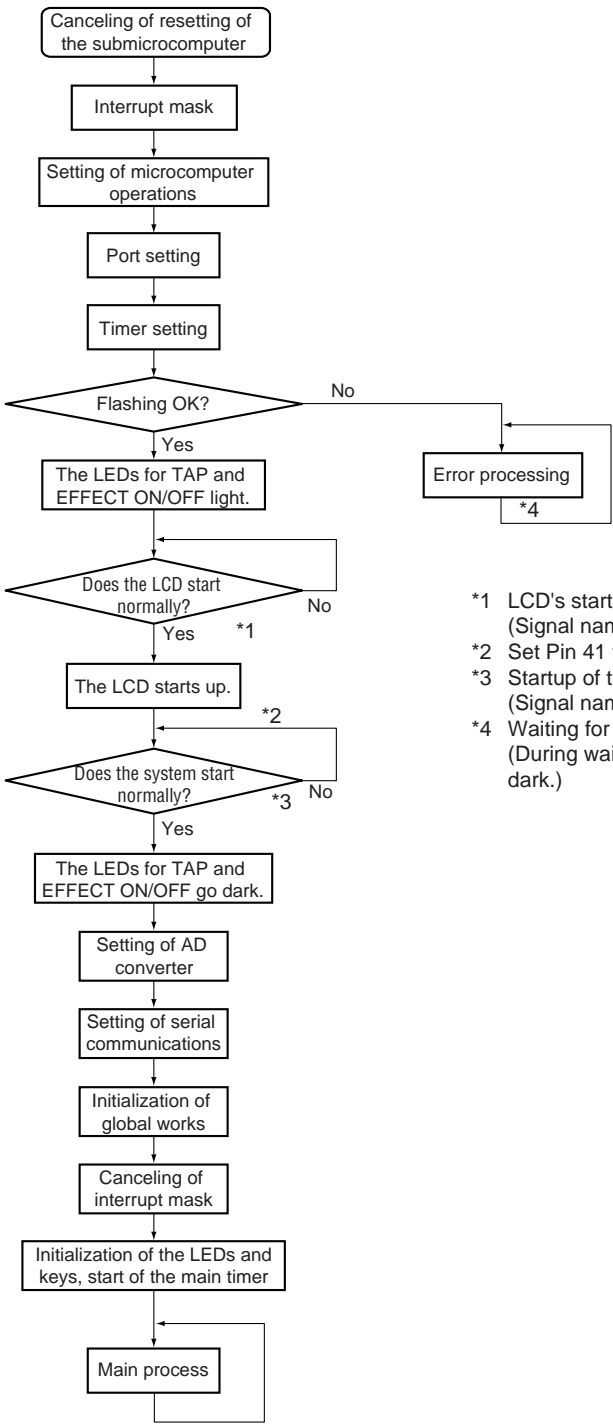 Canceling of resetting of
the submicrocomputer
Interrupt mask
Setting of microcomputer
operations
Port setting
Timer setting
Flashing OK?
No
Yes
The LEDs for TAP and
EFFECT ON/OFF light.
Error processing
*4
Does the LCD start
normally?
No
Yes
*1
The LCD starts up.
*2
Does the system start
normally?
*3
No
Yes
The LEDs for TAP and
EFFECT ON/OFF go dark.
Setting of AD
converter
Setting of serial
communications
Initialization of
global works
Canceling of
interrupt mask
Initialization of the LEDs and
keys, start of the main timer
Main process
*1 LCD's start
(Signal
*2 Set Pin 41
*3 Startup of
(Signal
*4 Waiting for
(During
dark.)